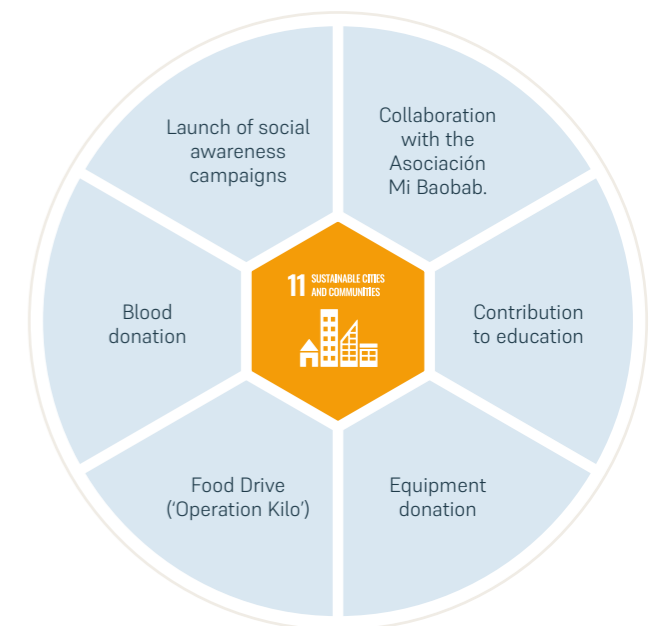 Launch of social
awareness
campaigns
Collaboration
with the
Asociación
Mi Baobab.
Blood
donation
11 SUSTAINABLE CITIES
AND COMMUNITIES
Contribution
to education
Food Drive
('Operation Kilo')
Equipment
donation